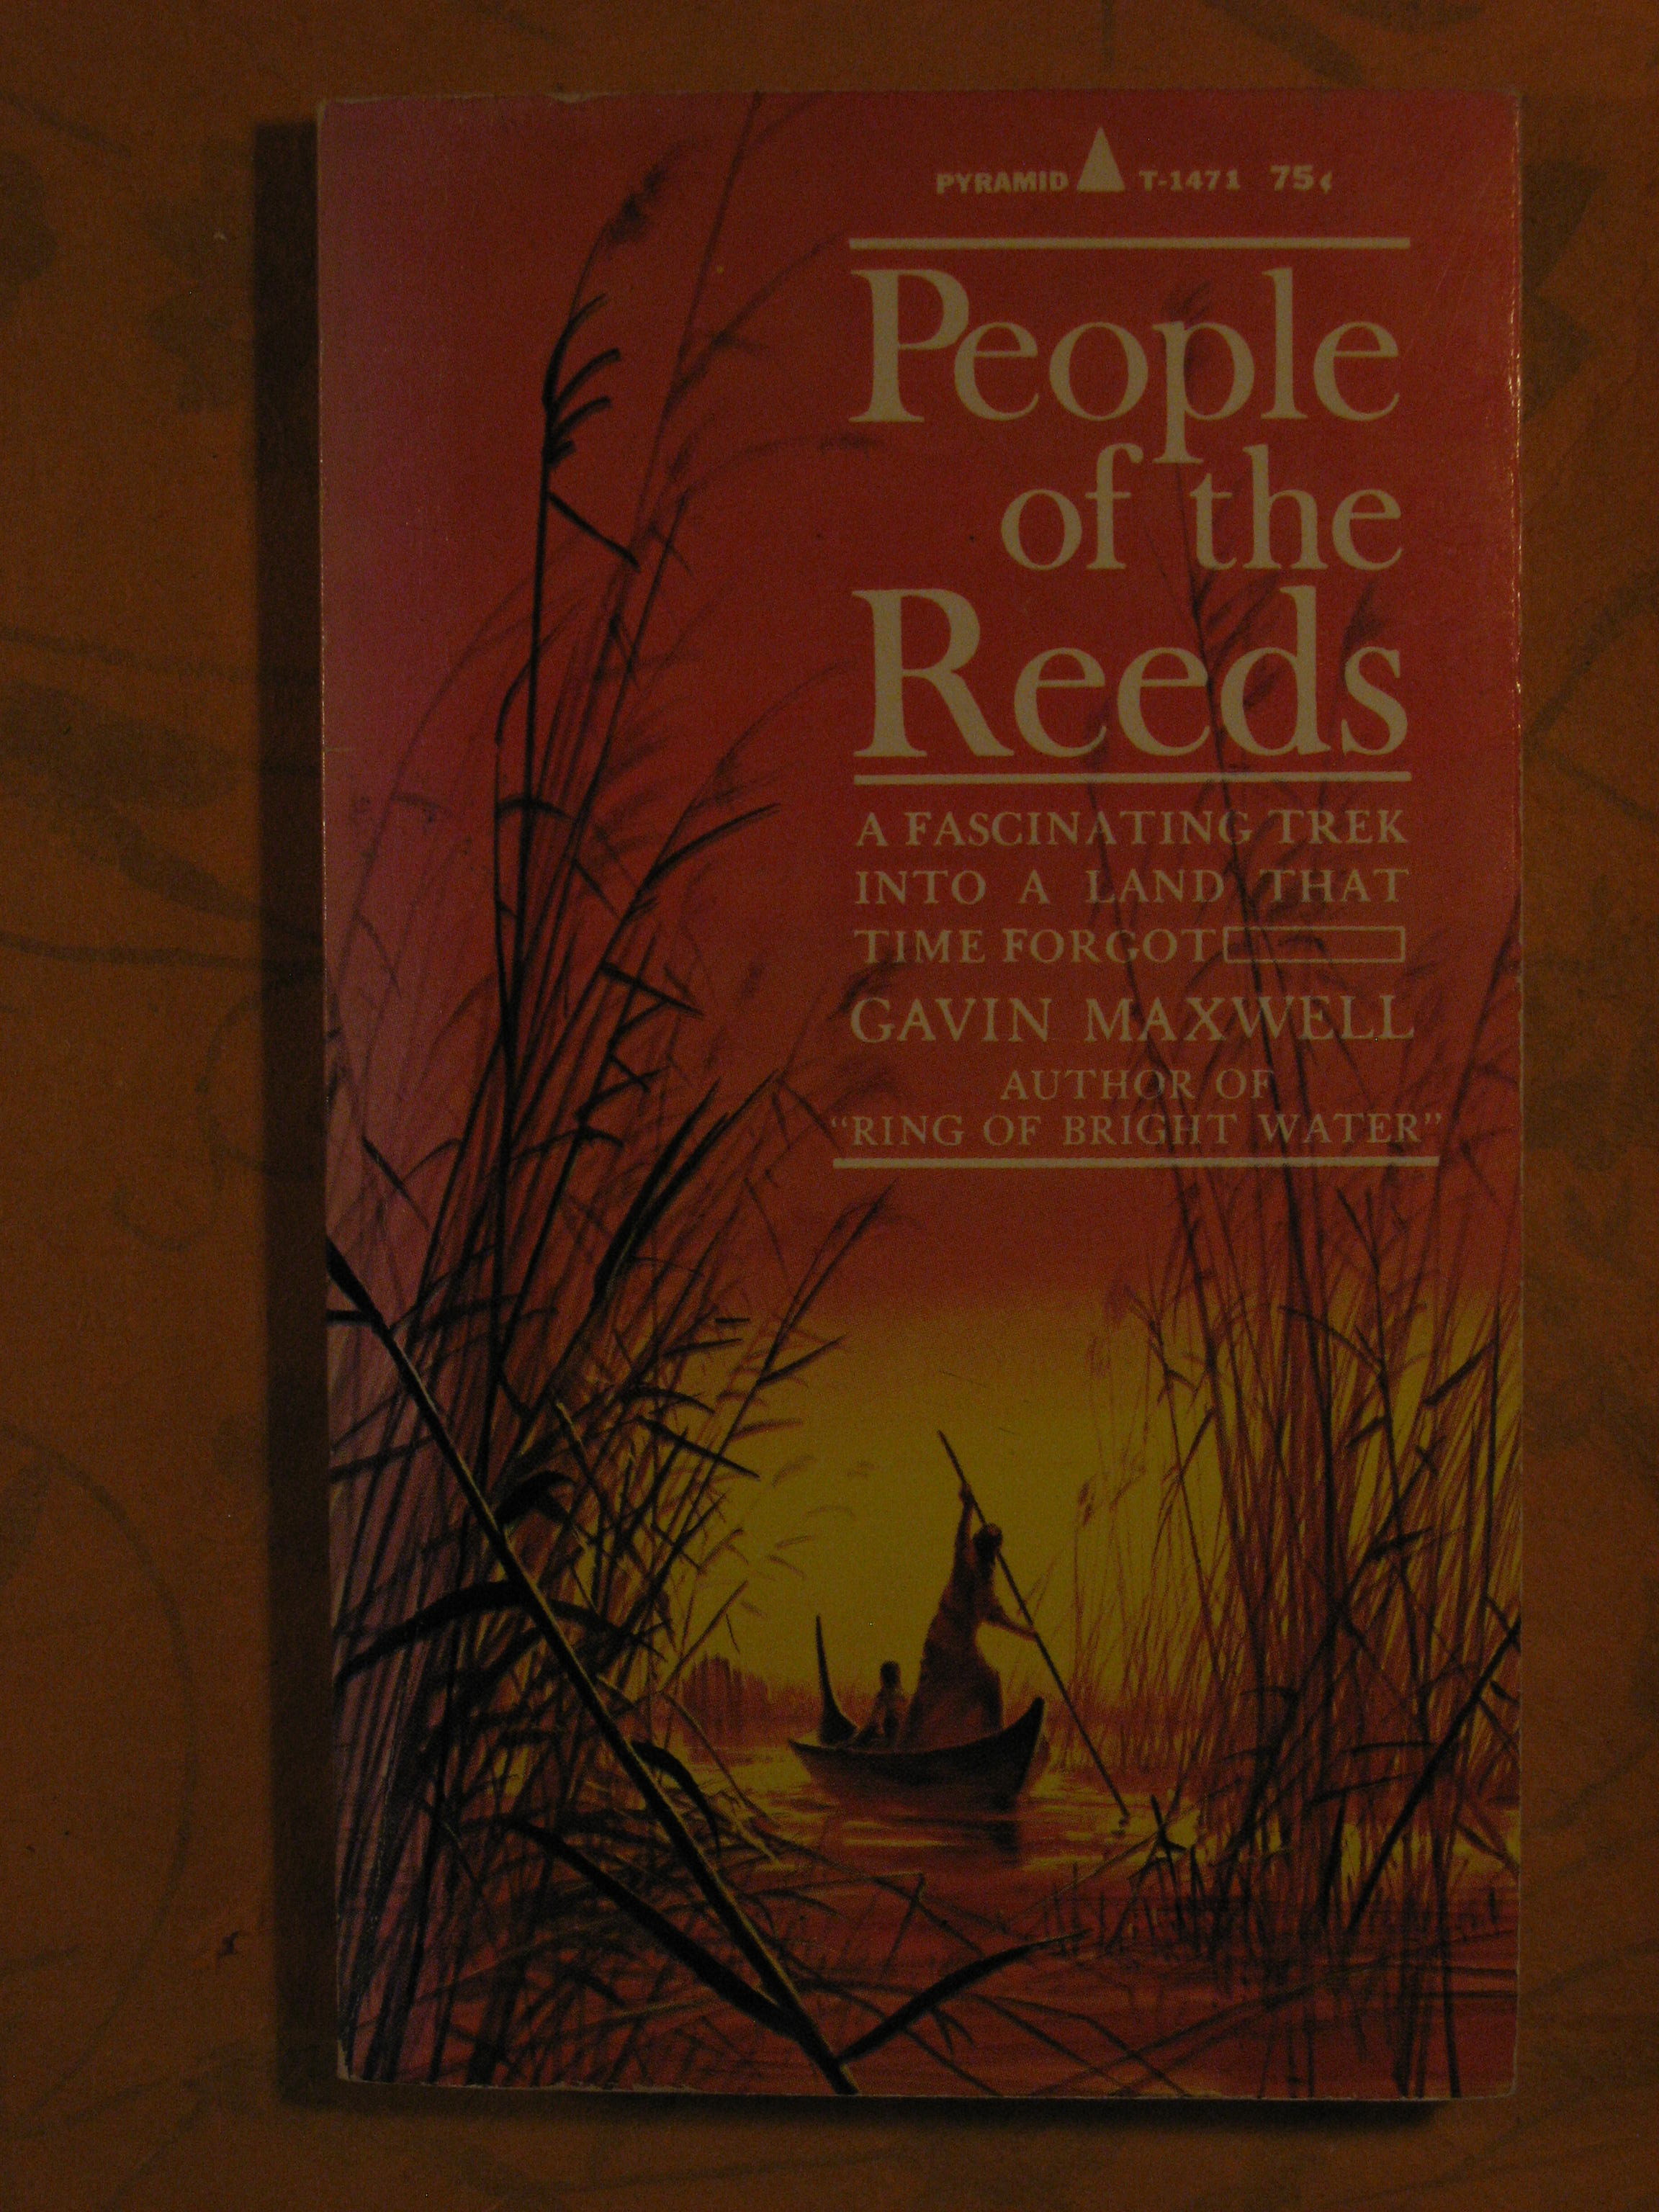 PYRAMID T-1471 75¢
People
of the
Reeds
A FASCINATING TREK
INTO A LAND THAT
TIME FORGOT
GAVIN MAXWELL
AUTHOR OF
“RING OF BRIGHT WATER”